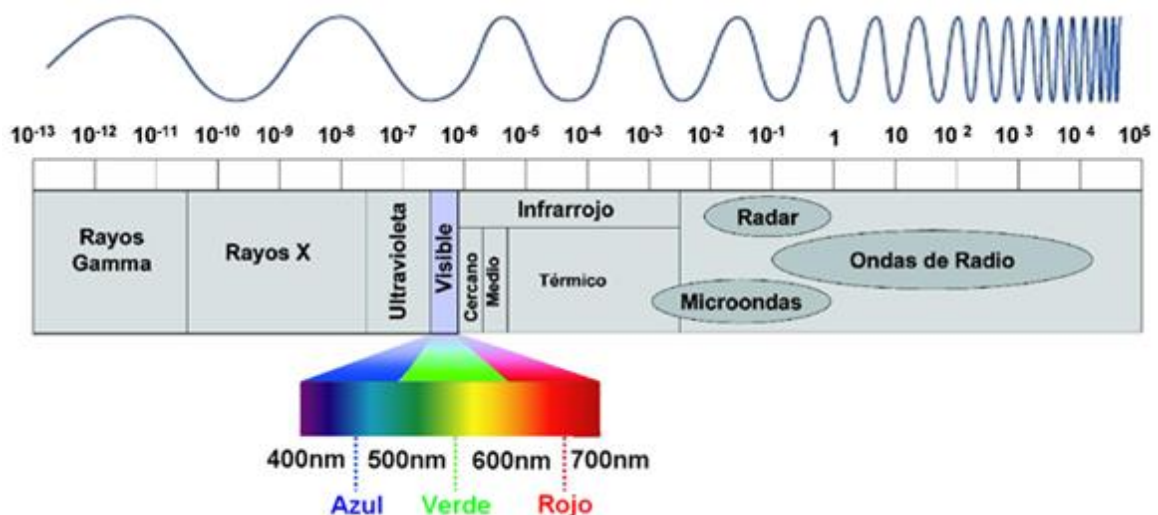 10-13 10-12 10-11 10-10 10-9 10-8 10-7 10-6 10-5 10-4 10-3 10-2 10-1 1 10 10 2 10 3 10 4 10 5
Rayos
Gamma
Rayos X
Ultravioleta
Visible
Infrarrojo
Cercano
Medio
Térmico
Radar
Ondas de Radio
Microondas
400nm 500nm 600nm 700nm
Azul Verde Rojo